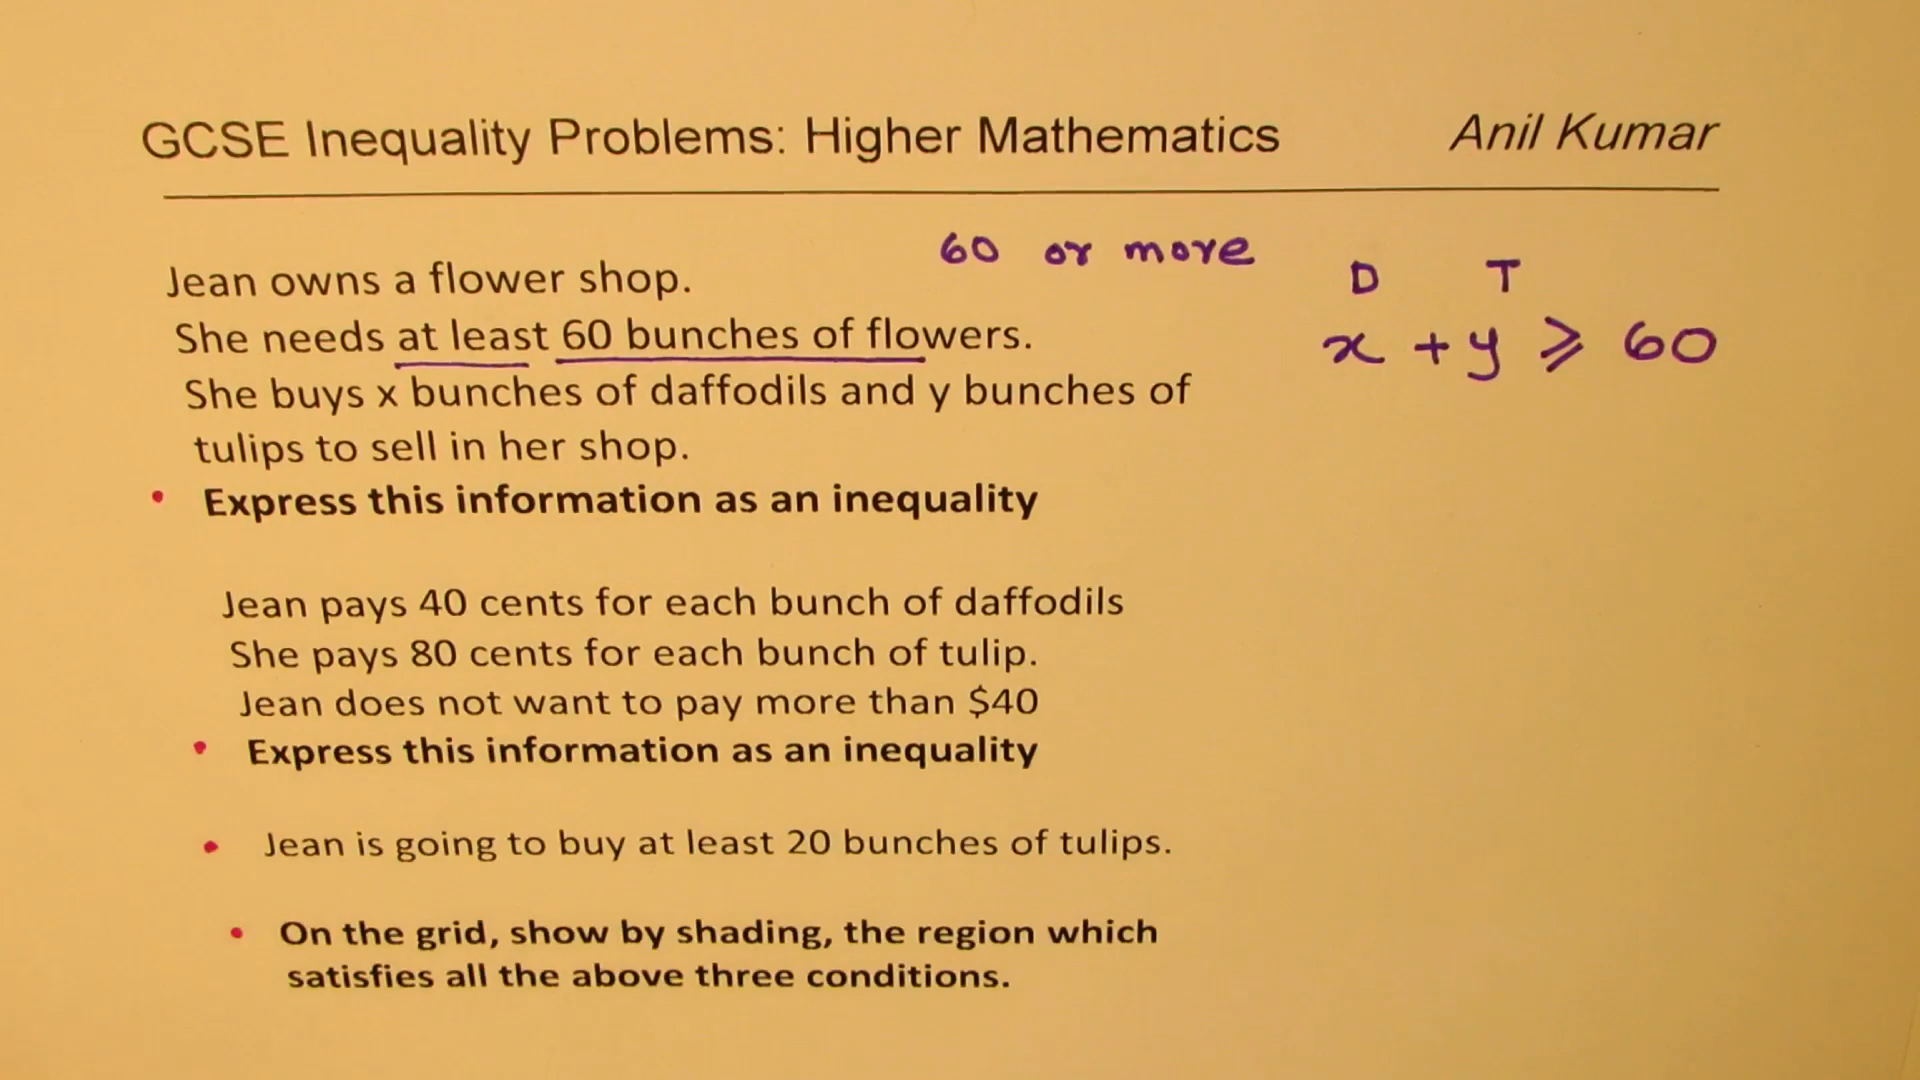 GCSE Inequality Problems: Higher Mathematics Anil Kumar
60 or more
Jean owns a flower shop.
D T
She needs at least 60 bunches of flowers.
x + y ⩾ 60
She buys x bunches of daffodils and y bunches of
tulips to sell in her shop.
• Express this information as an inequality
Jean pays 40 cents for each bunch of daffodils
She pays 80 cents for each bunch of tulip.
Jean does not want to pay more than $40
• Express this information as an inequality
• Jean is going to buy at least 20 bunches of tulips.
• On the grid, show by shading, the region which
satisfies all the above three conditions.